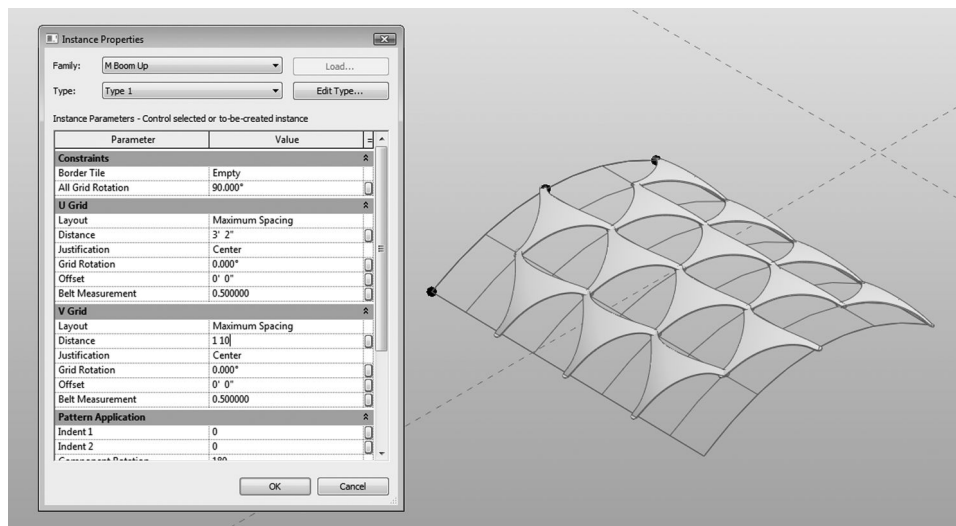 Instance Properties
Family: M Boom Up Load...
Type: Type 1 Edit Type...
Instance Parameters - Control selected or to-be-created instance
Parameter Value =
Constraints
Border Tile Empty
All Grid Rotation 90.000°
U Grid
Layout Maximum Spacing
Distance 3' 2"
Justification Center
Grid Rotation 0.000°
Offset 0' 0"
Belt Measurement 0.500000
V Grid
Layout Maximum Spacing
Distance 1 10
Justification Center
Grid Rotation 0.000°
Offset 0' 0"
Belt Measurement 0.500000
Pattern Application
Indent 1 0
Indent 2 0
Component Rotation 180
OK Cancel